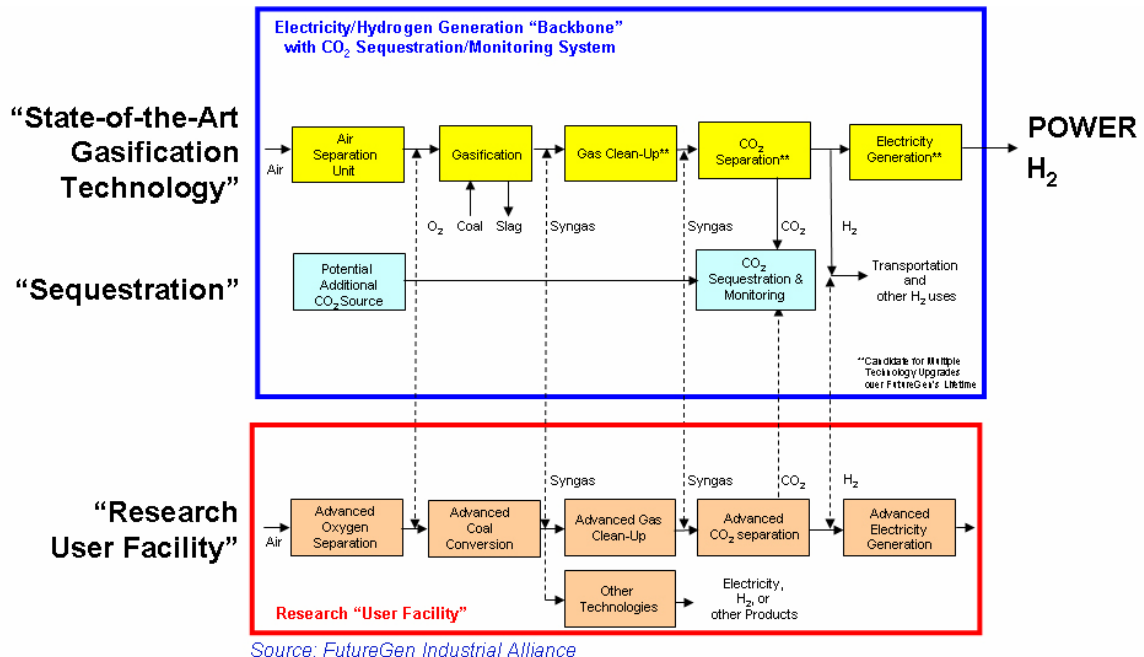 Electricity/Hydrogen Generation “Backbone”
with CO2 Sequestration/Monitoring System
“State-of-the-Art
Gasification
Technology”
Air
Air
Separation
Unit
Gasification
Gas Clean-Up**
CO2
Separation**
Electricity
Generation**
POWER
H2
O2
Coal
Slag
Syngas
Syngas
CO2
H2
“Sequestration”
Potential
Additional
CO2 Source
CO2
Sequestration &
Monitoring
Transportation
and
other H2 uses
**Candidate for Multiple
Technology Upgrades
over FutureGen's Lifetime
“Research
User Facility”
Syngas
Syngas
CO2
H2
Air
Advanced
Oxygen
Separation
Advanced
Coal
Conversion
Advanced Gas
Clean-Up
Advanced
CO2 separation
Advanced
Electricity
Generation
Other
Technologies
Electricity,
H2, or
other Products
Research “User Facility”
Source: FutureGen Industrial Alliance